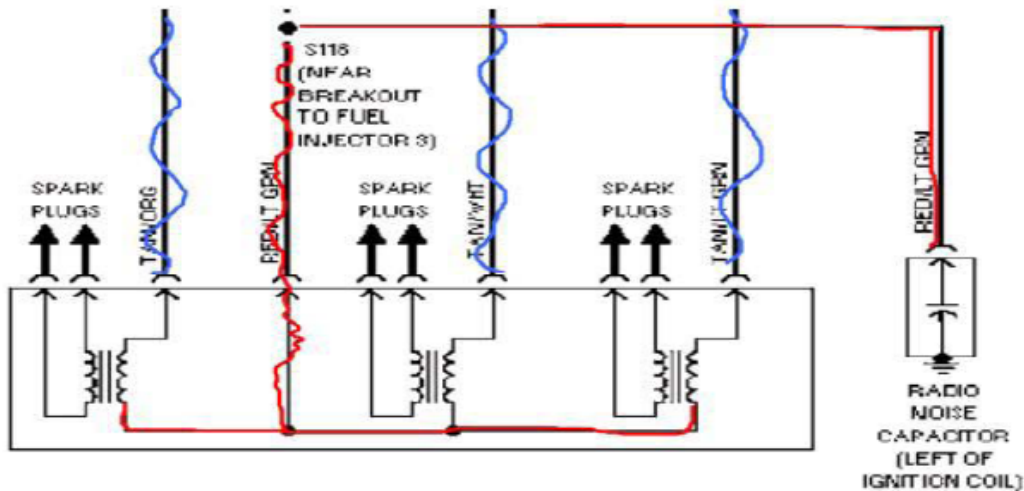 S118
(NEAR
BREAKOUT
TO FUEL
INJECTOR 3)
SPARK
PLUGS
TAN/ORG
RED/LT GRN
SPARK
PLUGS
TAN/WHT
SPARK
PLUGS
TAN/LT GRN
RED/LT GRN
RADIO
NOISE
CAPACITOR
(LEFT OF
IGNITION COIL)